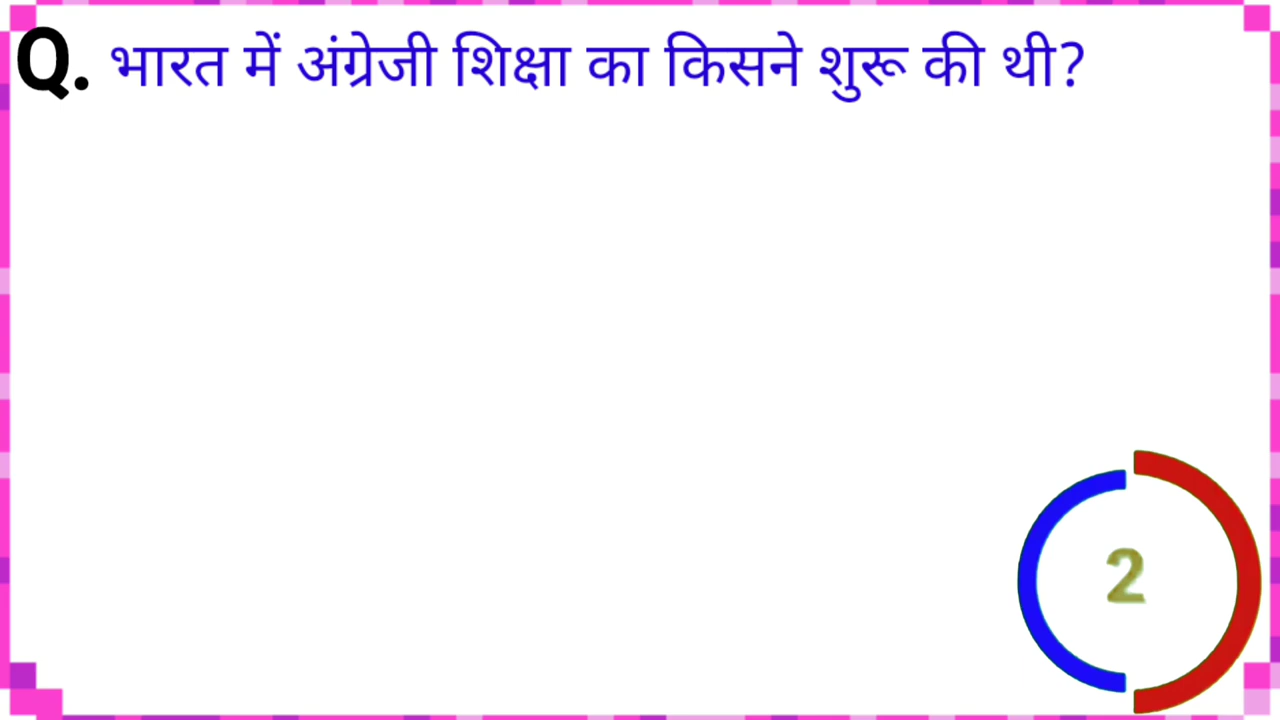 Q. भारत में अंग्रेजी शिक्षा का किसने शुरू की थी?
2